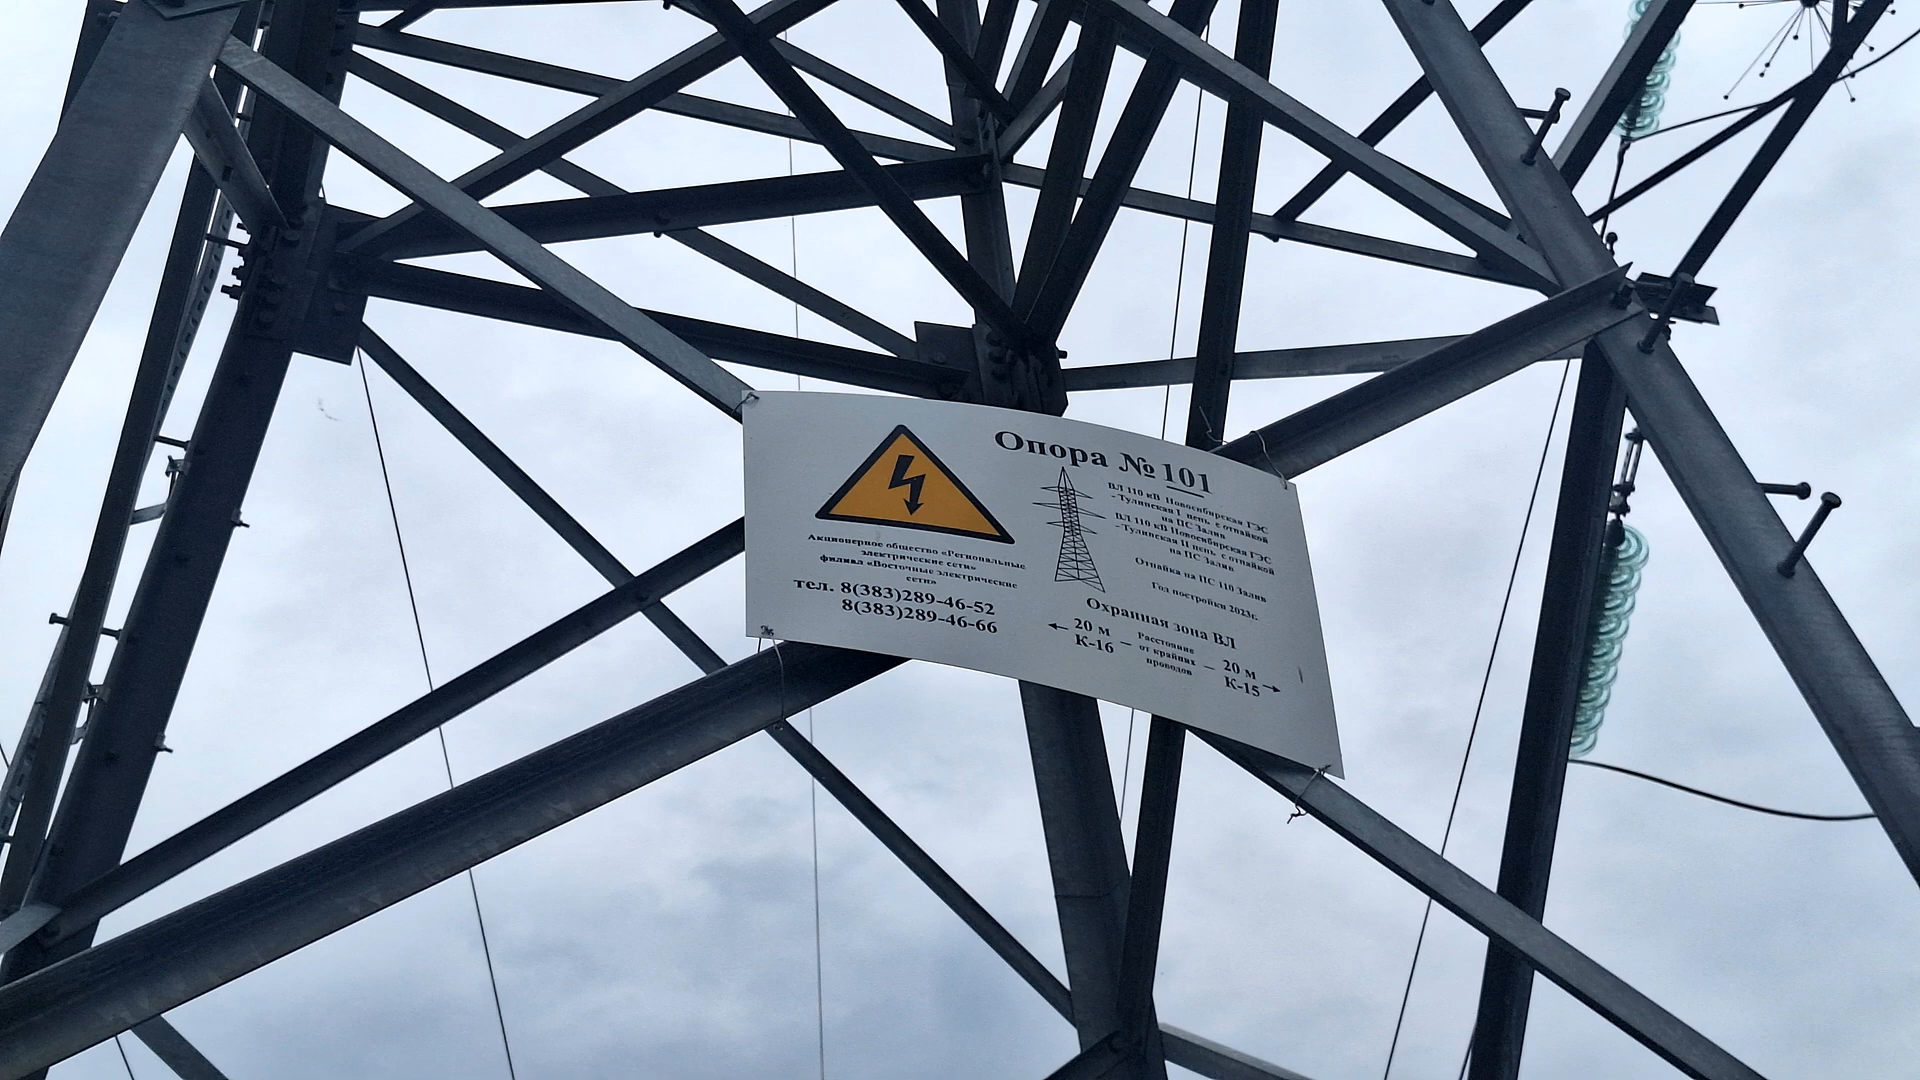 Опора № 101
ВЛ 110 кВ Новосибирская ГЭС
- Тулинская I цепь с отпайкой
на ПС Залив
ВЛ 110 кВ Новосибирская ГЭС
- Тулинская II цепь с отпайкой
на ПС Залив
Отпайка на ПС 110 Залив
Год постройки 2023г.
Акционерное общество «Региональные
электрические сети»
филиал «Восточные электрические
сети»
тел. 8(383)289-46-52
8(383)289-46-66
Охранная зона ВЛ
← 20 м
К-16
— Расстояние
от крайних
проводов —
20 м →
К-15